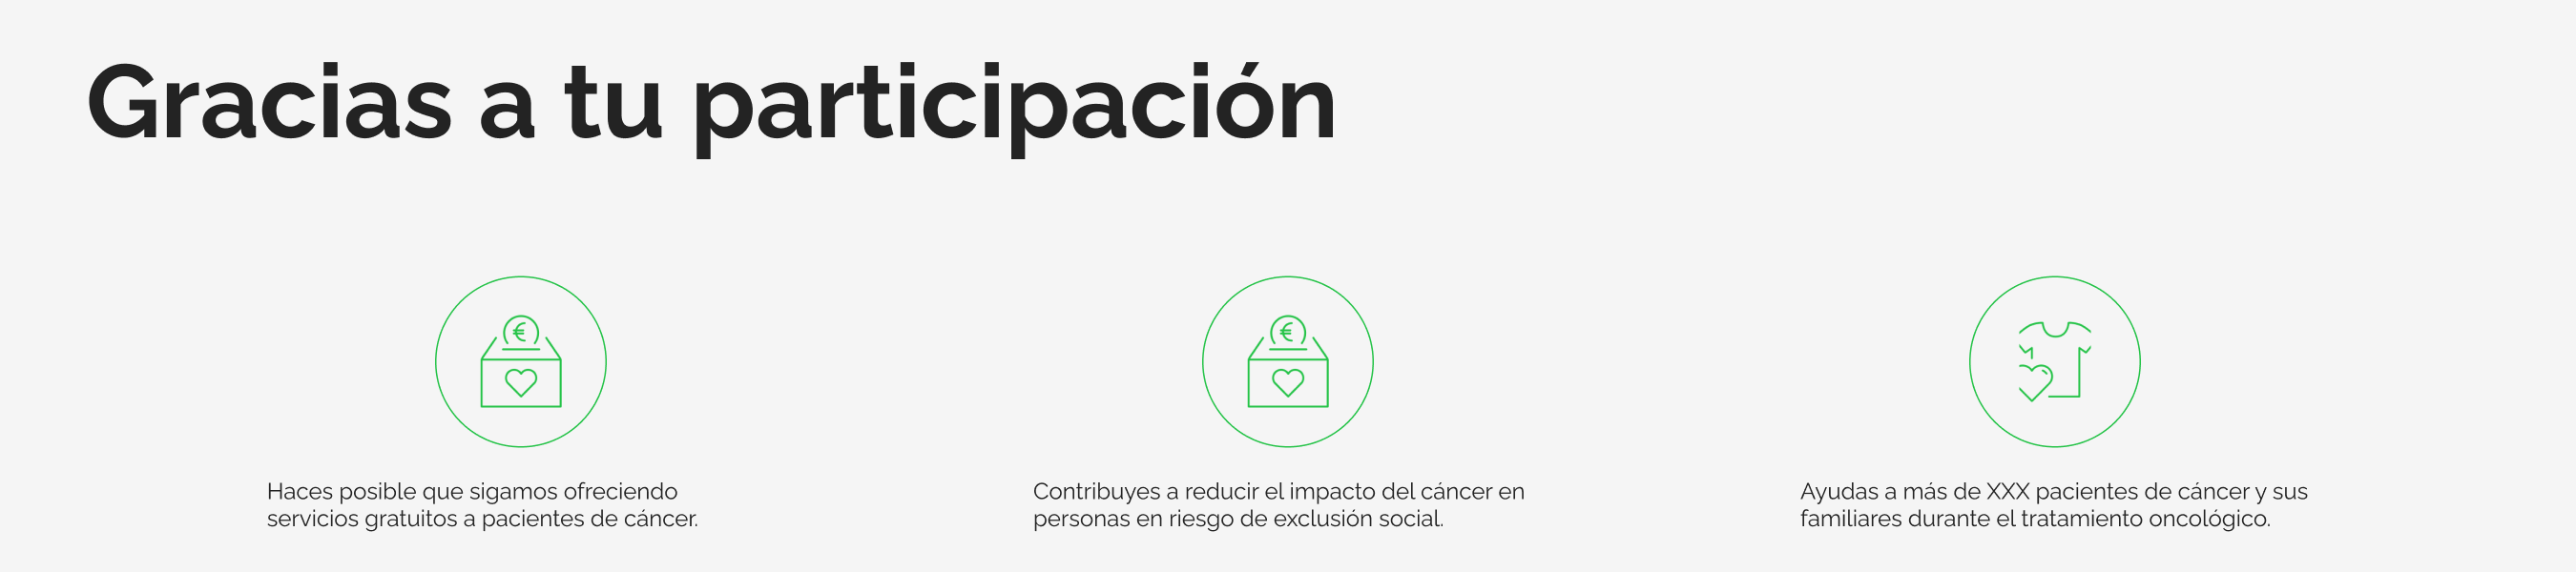 Gracias a tu participación
€
€
Haces posible que sigamos ofreciendo
servicios gratuitos a pacientes de cáncer.
Contribuyes a reducir el impacto del cáncer en
personas en riesgo de exclusión social.
Ayudas a más de XXX pacientes de cáncer y sus
familiares durante el tratamiento oncológico.